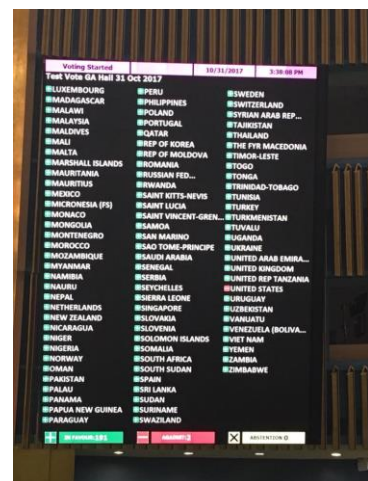 Voting Started 10/31/2017 3:38:08 PM
Test Vote GA Hall 31 Oct 2017
LUXEMBOURG
MADAGASCAR
MALAWI
MALAYSIA
MALDIVES
MALI
MALTA
MARSHALL ISLANDS
MAURITANIA
MAURITIUS
MEXICO
MICRONESIA (FS)
MONACO
MONGOLIA
MONTENEGRO
MOROCCO
MOZAMBIQUE
MYANMAR
NAMIBIA
NAURU
NEPAL
NETHERLANDS
NEW ZEALAND
NICARAGUA
NIGER
NIGERIA
NORWAY
OMAN
PAKISTAN
PALAU
PANAMA
PAPUA NEW GUINEA
PARAGUAY
PERU
PHILIPPINES
POLAND
PORTUGAL
QATAR
REP OF KOREA
REP OF MOLDOVA
ROMANIA
RUSSIAN FED...
RWANDA
SAINT KITTS-NEVIS
SAINT LUCIA
SAINT VINCENT-GREN...
SAMOA
SAN MARINO
SAO TOME-PRINCIPE
SAUDI ARABIA
SENEGAL
SERBIA
SEYCHELLES
SIERRA LEONE
SINGAPORE
SLOVAKIA
SLOVENIA
SOLOMON ISLANDS
SOMALIA
SOUTH AFRICA
SOUTH SUDAN
SPAIN
SRI LANKA
SUDAN
SURINAME
SWAZILAND
SWEDEN
SWITZERLAND
SYRIAN ARAB REP...
TAJIKISTAN
THAILAND
THE FYR MACEDONIA
TIMOR-LESTE
TOGO
TONGA
TRINIDAD-TOBAGO
TUNISIA
TURKEY
TURKMENISTAN
TUVALU
UGANDA
UKRAINE
UNITED ARAB EMIRA...
UNITED KINGDOM
UNITED REP TANZANIA
UNITED STATES
URUGUAY
UZBEKISTAN
VANUATU
VENEZUELA (BOLIVA...
VIET NAM
YEMEN
ZAMBIA
ZIMBABWE
IN FAVOUR:191 AGAINST:2 ABSTENTION:0